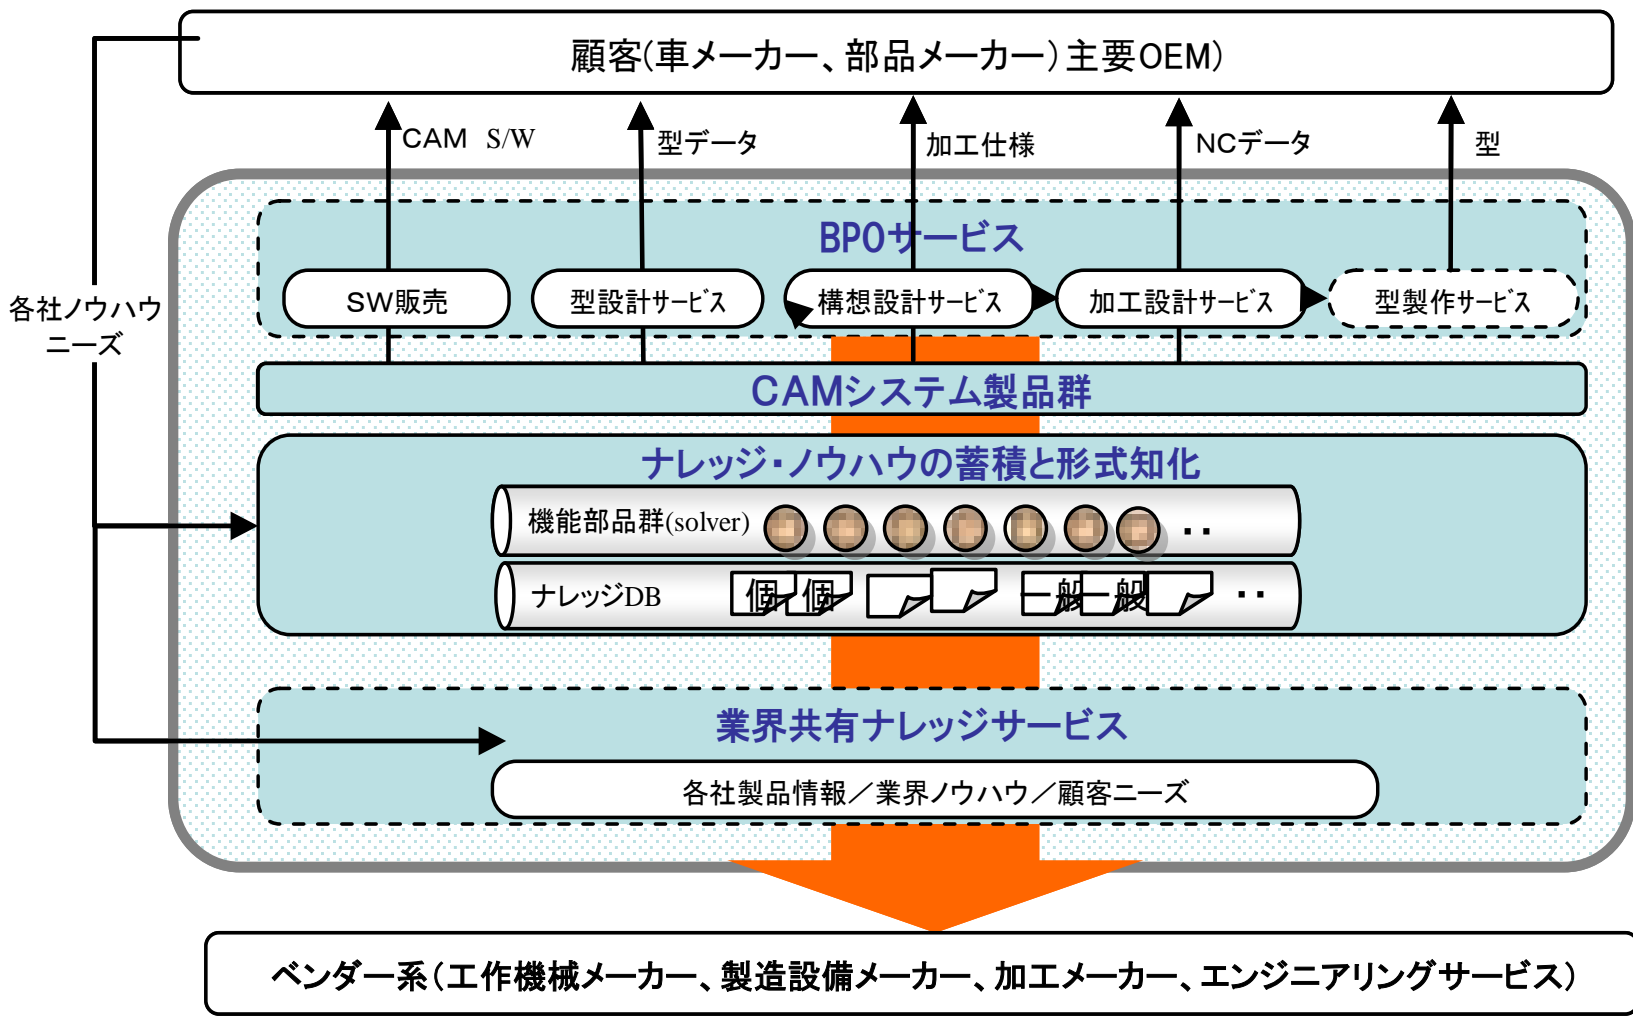 顧客(車メーカー、部品メーカー)主要OEM)
CAM S/W
型データ
加工仕様
NCデータ
型
BPOサービス
SW販売
型設計サービス
構想設計サービス
加工設計サービス
型製作サービス
各社ノウハウ
ニーズ
CAMシステム製品群
ナレッジ・ノウハウの蓄積と形式知化
機能部品群(solver)
・・
ナレッジDB
個
個
一般
一般
・・
業界共有ナレッジサービス
各社製品情報／業界ノウハウ／顧客ニーズ
ベンダー系(工作機械メーカー、製造設備メーカー、加工メーカー、エンジニアリングサービス)